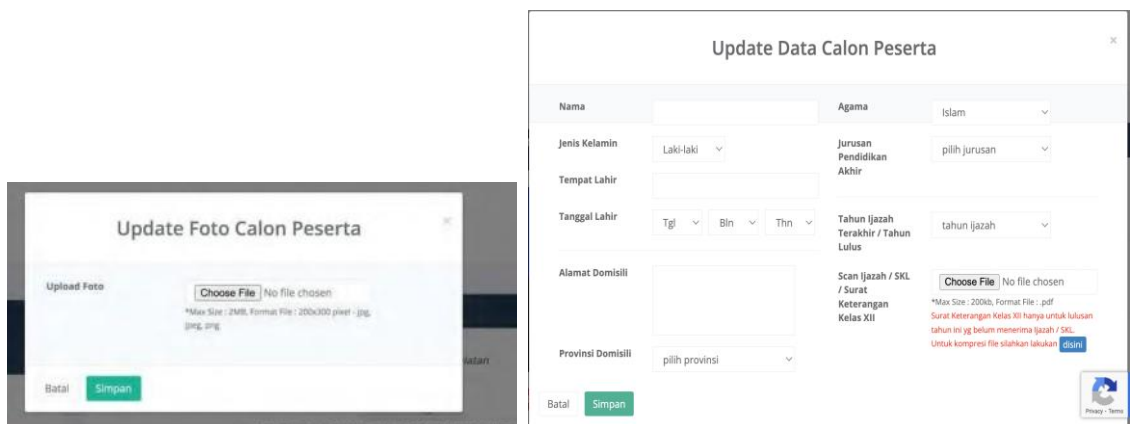 Update Foto Calon Peserta
×
Upload Foto
Choose File No file chosen
*Max Size : 2MB, Format File : 200x300 pixel - jpg,
jpeg, png
Batal
Simpan
Update Data Calon Peserta
×
Nama
Jenis Kelamin
Laki-laki
Tempat Lahir
Tanggal Lahir
Tgl
Bln
Thn
Alamat Domisili
Provinsi Domisili
pilih provinsi
Agama
Islam
Jurusan
Pendidikan
Akhir
pilih jurusan
Tahun Ijazah
Terakhir / Tahun
Lulus
tahun ijazah
Scan Ijazah / SKL
/ Surat
Keterangan
Kelas XII
Choose File No file chosen
*Max Size : 200kb, Format File : .pdf
Surat Keterangan Kelas XII hanya untuk lulusan
tahun ini yg belum menerima Ijazah / SKL.
Untuk kompresi file silahkan lakukan disini
Batal
Simpan
Privacy - Terms